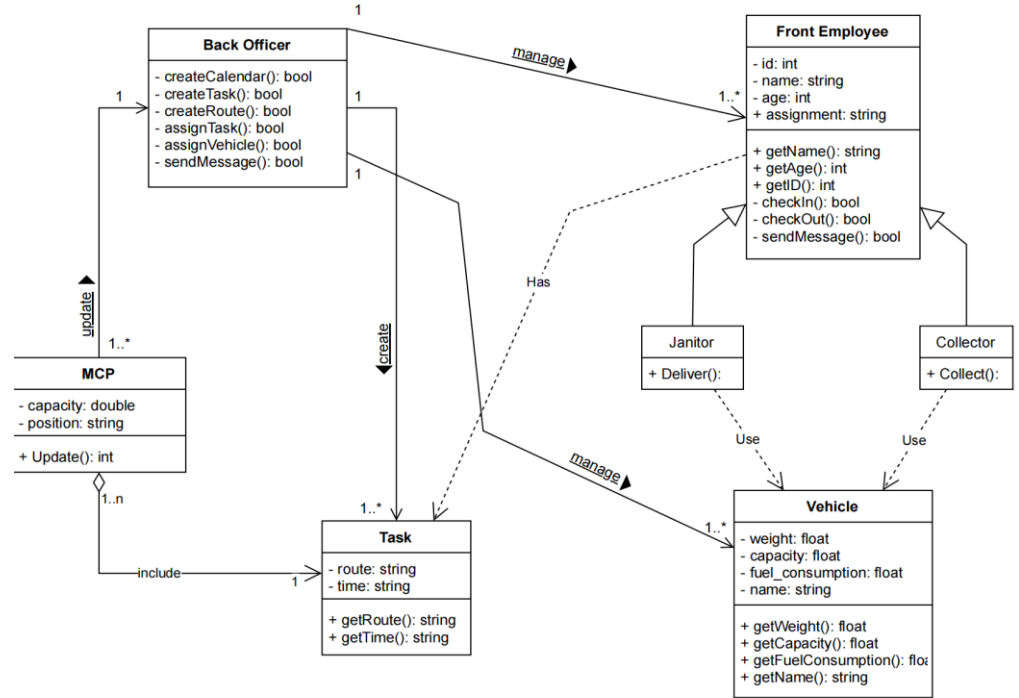 1
Back Officer
- createCalendar(): bool
- createTask(): bool
- createRoute(): bool
- assignTask(): bool
- assignVehicle(): bool
- sendMessage(): bool
1
1
1
manage
1..*
Front Employee
- id: int
- name: string
- age: int
+ assignment: string
+ getName(): string
+ getAge(): int
+ getID(): int
- checkIn(): bool
- checkOut(): bool
- sendMessage(): bool
Has
update
1..*
create
Janitor
+ Deliver():
Collector
+ Collect():
MCP
- capacity: double
- position: string
+ Update(): int
1..n
Use
Use
manage
1..*
1..*
include
1
Task
- route: string
- time: string
+ getRoute(): string
+ getTime(): string
Vehicle
- weight: float
- capacity: float
- fuel_consumption: float
- name: string
+ getWeight(): float
+ getCapacity(): float
+ getFuelConsumption(): floa
+ getName(): string